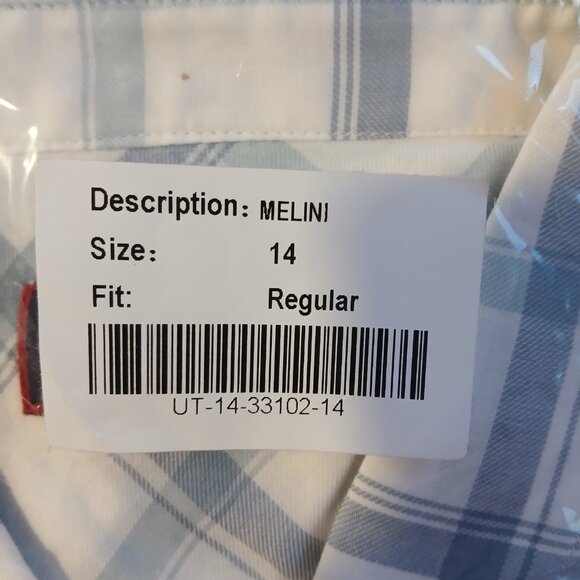 Description: MELINI
Size: 14
Fit: Regular
UT-14-33102-14